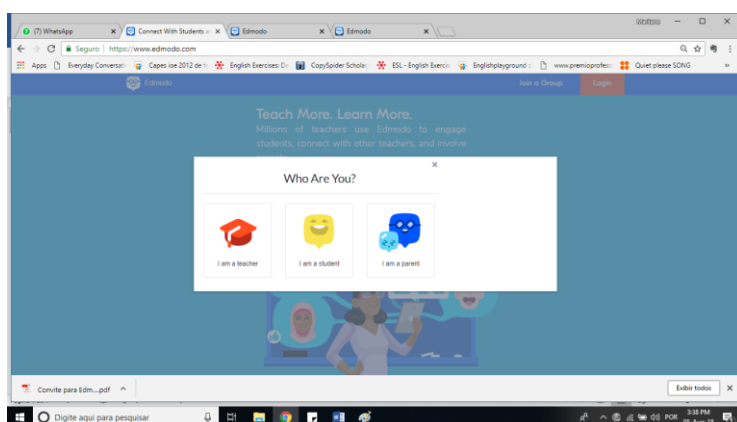 (7) WhatsApp
Connect With Students
Edmodo
Edmodo
Matheus
Seguro | https://www.edmodo.com
Apps
Everyday Conversati
Capes ioe 2012 de
English Exercises: De
CopySpider Scholar
ESL - English Exercis
Englishplayground
www.premioprofess
Quiet please SONG
Edmodo
Join a Group
Login
Teach More. Learn More.
Millions of teachers use Edmodo to engage
students, connect with other teachers, and involve
Who Are You?
I am a teacher
I am a student
I am a parent
Convite para Edm....pdf
Exibir todos
Digite aqui para pesquisar
POR
3:38 PM